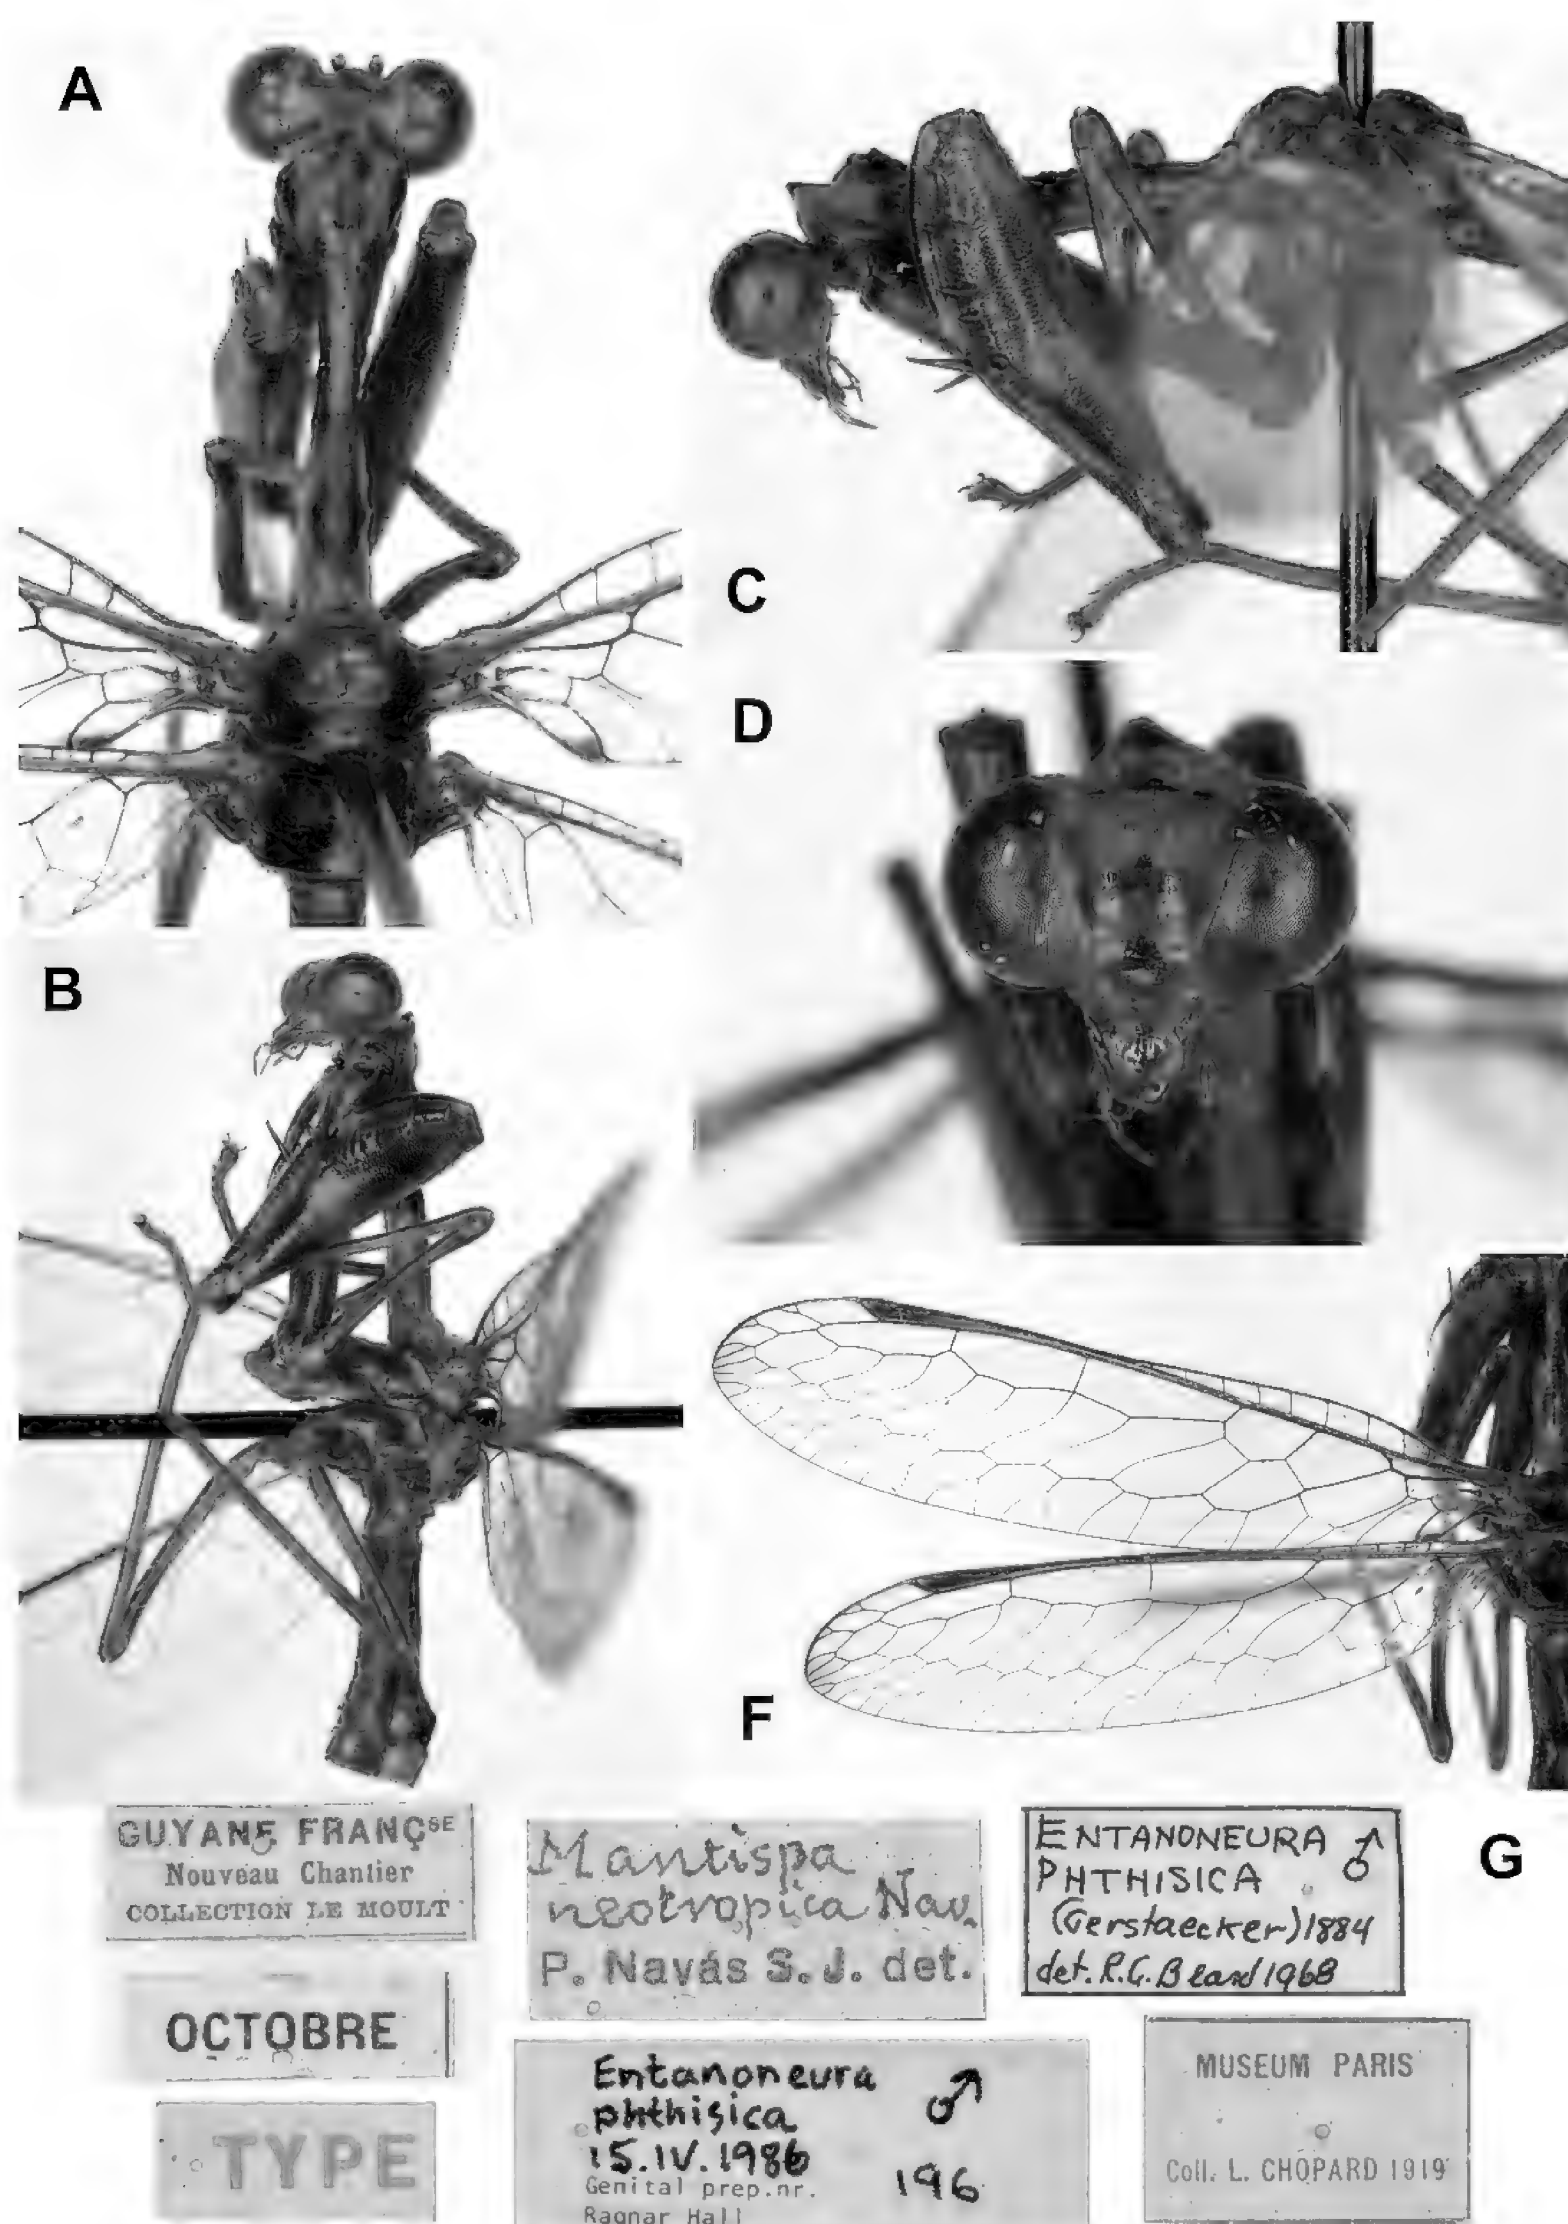 A
C
D
B
F
GUYANE FRANÇSE
Nouveau Chantier
COLLECTION LE MOULT
Mantispa
neotropica Nav.
P. Navás S. J. det.
ENTANONEURA ♂
PHTHISICA
(Gerstaecker) 1884
det. R.G. Beard 1968
G
OCTOBRE
TYPE
Entanoneura ♂
phthisica
15.IV.1986
196
Genital prep.nr.
Ragnar Hall
MUSEUM PARIS
Coll. L. CHOPARD 1919